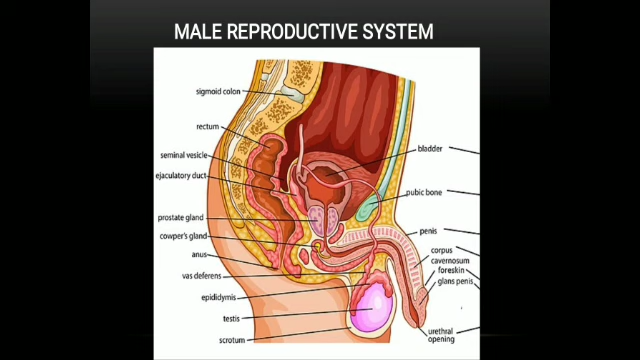 MALE REPRODUCTIVE SYSTEM
sigmoid colon
rectum
seminal vesicle
ejaculatory duct
prostate gland
cowper's gland
anus
vas deferens
epididymis
testis
scrotum
bladder
pubic bone
penis
corpus
cavernosum
foreskin
glans penis
urethral
opening